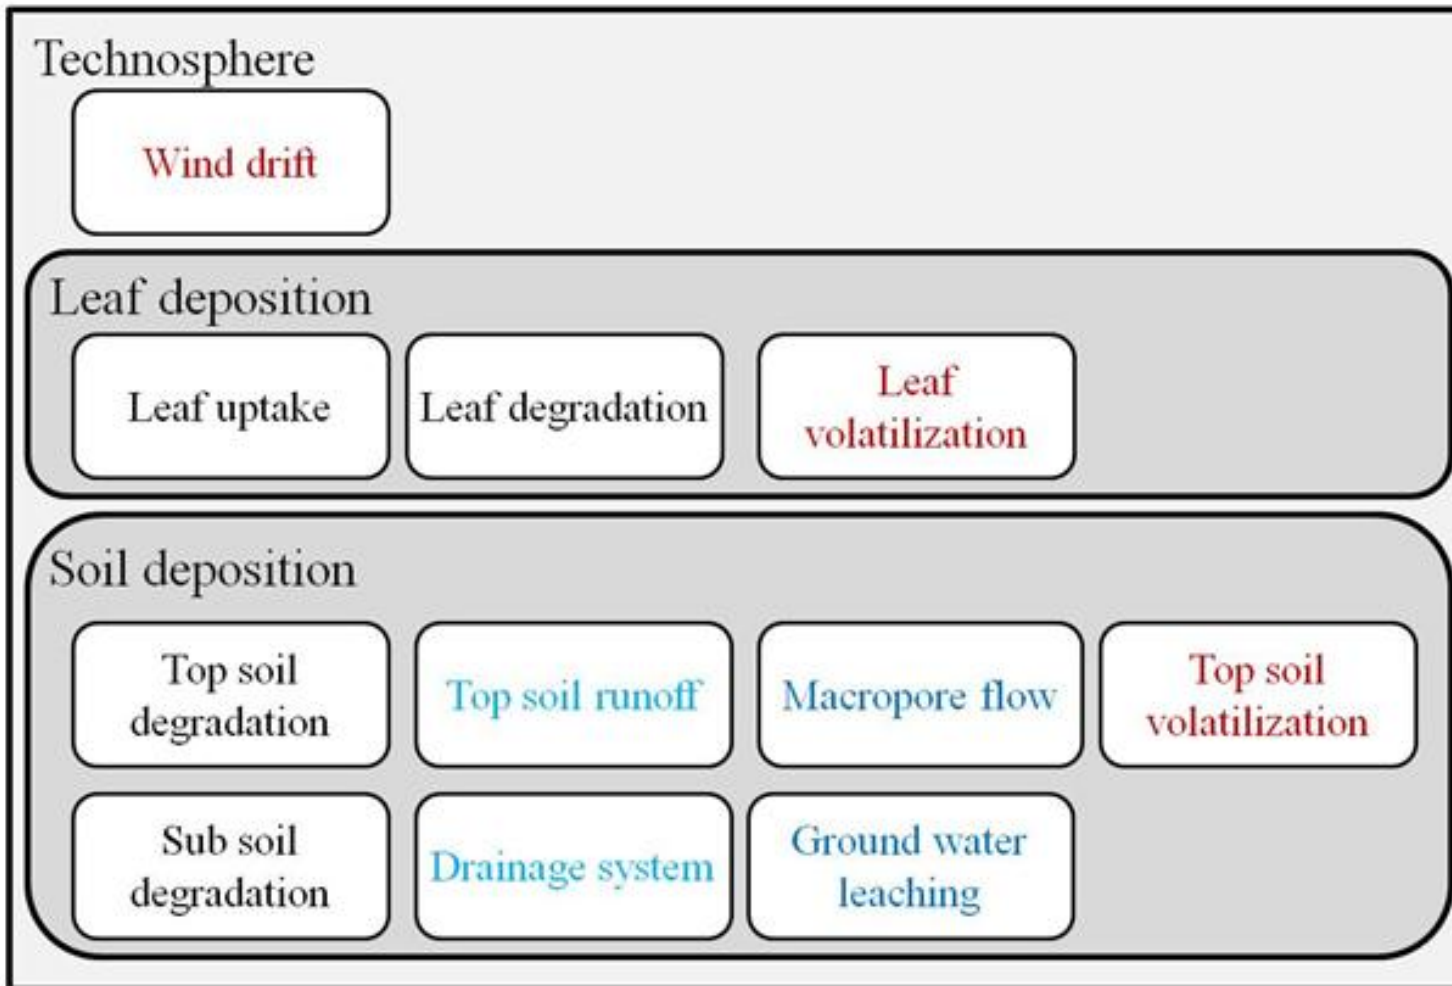 Technosphere
Wind drift
Leaf deposition
Leaf uptake
Leaf degradation
Leaf
volatilization
Soil deposition
Top soil
degradation
Top soil runoff
Macropore flow
Top soil
volatilization
Sub soil
degradation
Drainage system
Ground water
leaching